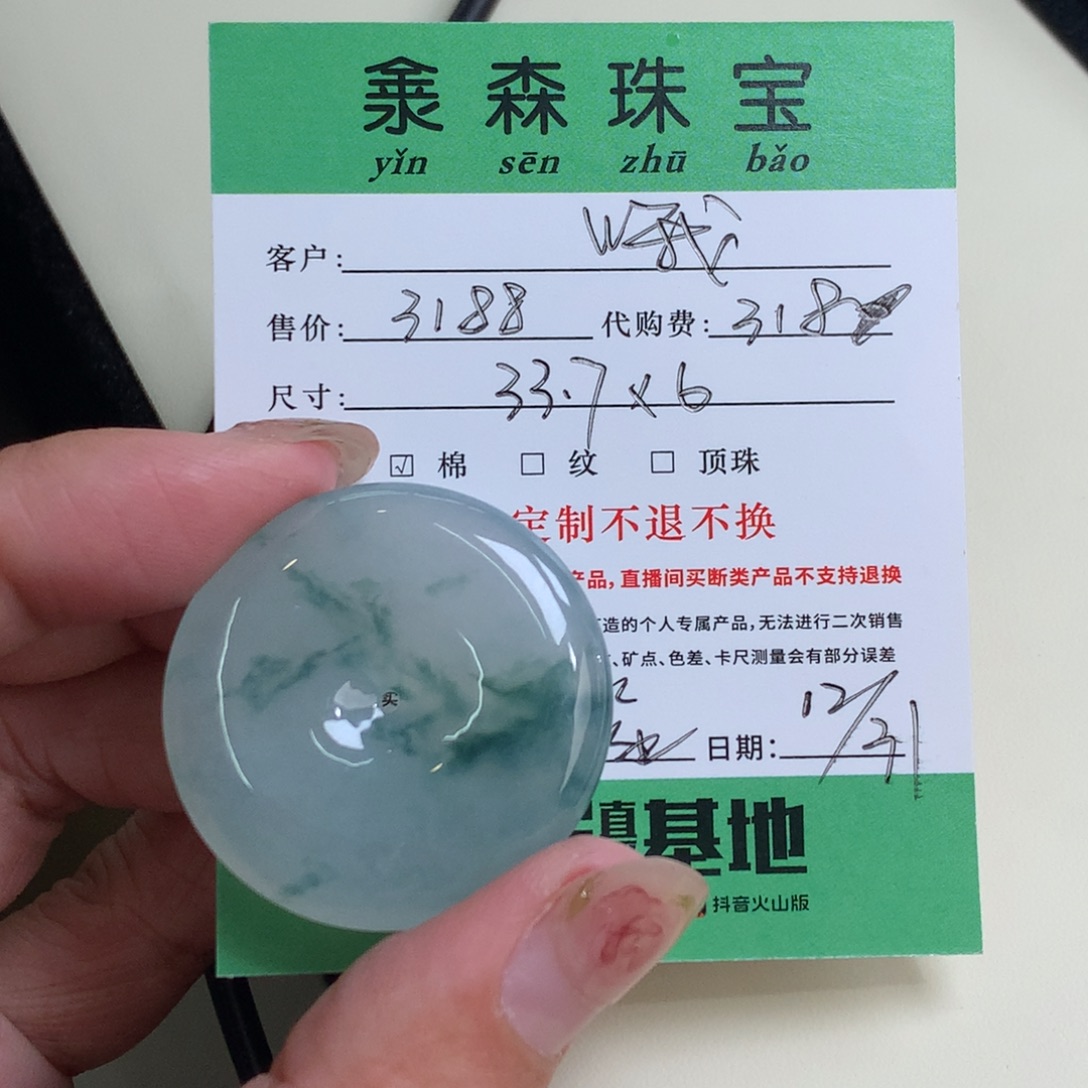 森珠宝
yǐn sēn zhū bǎo
客户:
售价: 3188 代购费: 318
尺寸: 33.7×6
☑ 棉 □ 纹 □ 顶珠
定制不退不换
产品,直播间买断类产品不支持退换
造的个人专属产品,无法进行二次销售
、矿点、色差、卡尺测量会有部分误差
买
日期: 12/31
基地
抖音火山版